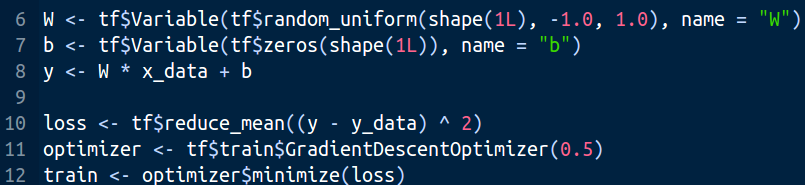 6 W <- tf$Variable(tf$random_uniform(shape(1L), -1.0, 1.0), name = "W")
7 b <- tf$Variable(tf$zeros(shape(1L)), name = "b")
8 y <- W * x_data + b
9
10 loss <- tf$reduce_mean((y - y_data) ^ 2)
11 optimizer <- tf$train$GradientDescentOptimizer(0.5)
12 train <- optimizer$minimize(loss)